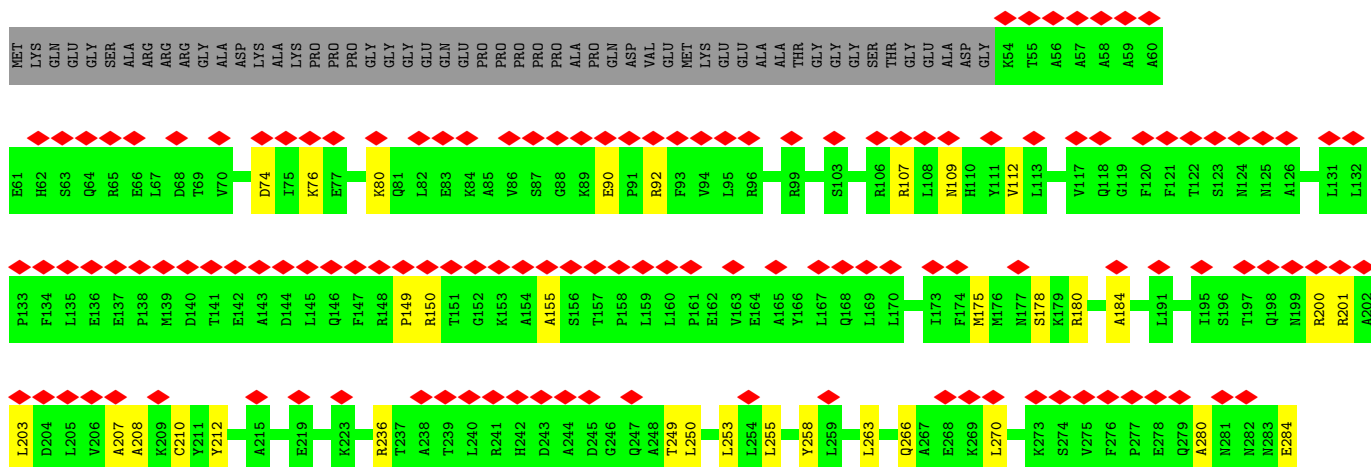 MET LYS GLN GLU GLY SER ALA ARG ARG ARG GLY ALA ASP LYS ALA LYS PRO PRO PRO GLY GLY GLY GLU GLN GLU PRO PRO PRO PRO PRO ALA PRO GLN ASP VAL GLU MET LYS GLU GLU ALA ALA THR GLY GLY GLY SER THR GLY GLU ALA ASP GLY K54 T55 A56 A57 A58 A59 A60
E61 H62 S63 Q64 R65 E66 L67 D68 T69 V70 D74 I75 K76 E77 K80 Q81 L82 E83 K84 A85 V86 S87 G88 K89 E90 P91 R92 F93 V94 L95 R96 R99 S103 R106 R107 L108 N109 H110 Y111 V112 L113 V117 Q118 G119 F120 F121 T122 S123 N124 N125 A126 L131 L132
P133 F134 L135 E136 E137 P138 M139 D140 T141 E142 A143 D144 L145 Q146 F147 R148 P149 R150 T151 G152 K153 A154 A155 S156 T157 P158 L159 L160 P161 E162 V163 E164 A165 Y166 L167 Q168 L169 L170 I173 F174 M175 M176 N177 S178 K179 R180 A184 L191 I195 S196 T197 Q198 N199 R200 R201 A202
L203 D204 L205 V206 A207 A208 K209 C210 Y211 Y212 A215 E219 K223 R236 T237 A238 T239 L240 R241 H242 D243 A244 D245 G246 Q247 A248 T249 L250 L253 L254 L255 Y258 L259 L263 Q266 A267 E268 K269 L270 K273 S274 V275 F276 P277 E278 Q279 A280 N281 N282 N283 E284